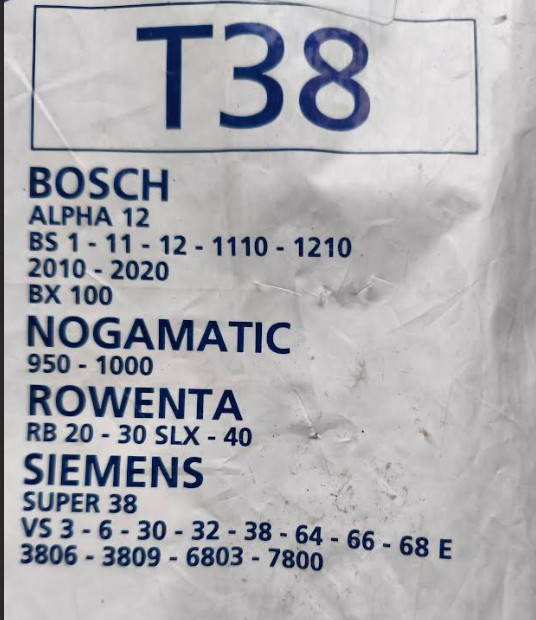 T38
BOSCH
ALPHA 12
BS 1 - 11 - 12 - 1110 - 1210
2010 - 2020
BX 100
NOGAMATIC
950 - 1000
ROWENTA
RB 20 - 30 SLX - 40
SIEMENS
SUPER 38
VS 3 - 6 - 30 - 32 - 38 - 64 - 66 - 68 E
3806 - 3809 - 6803 - 7800